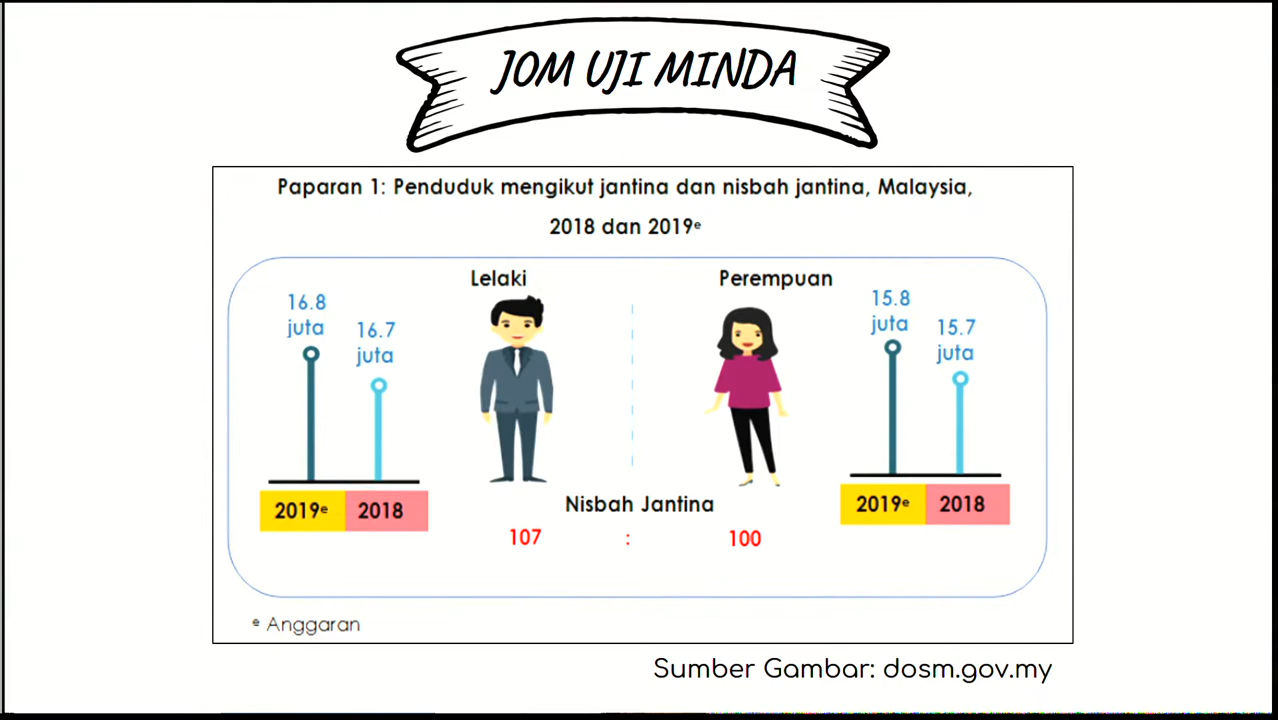 JOM UJI MINDA
Paparan 1: Penduduk mengikut jantina dan nisbah jantina, Malaysia,
2018 dan 2019ᵉ
Lelaki
Perempuan
16.8
juta
16.7
juta
15.8
juta
15.7
juta
2019ᵉ
2018
2019ᵉ
2018
Nisbah Jantina
107 : 100
ᵉ Anggaran
Sumber Gambar: dosm.gov.my